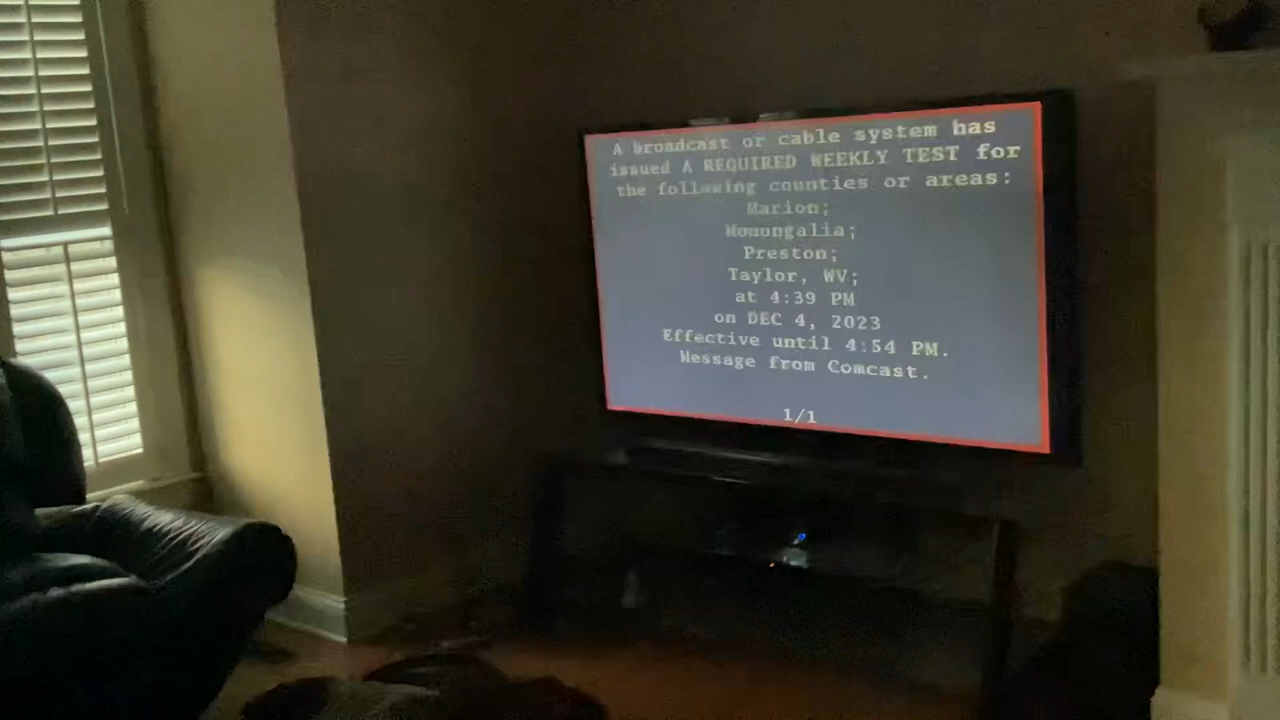 A broadcast or cable system has
issued A REQUIRED WEEKLY TEST for
the following counties or areas:
Marion;
Monongalia;
Preston;
Taylor, WV;
at 4:39 PM
on DEC 4, 2023
Effective until 4:54 PM.
Message from Comcast.
1/1